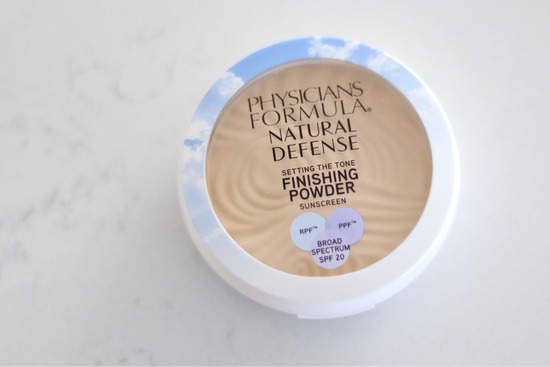 PHYSICIANS
FORMULA®
NATURAL
DEFENSE
SETTING THE TONE
FINISHING
POWDER
SUNSCREEN
RPF™ PPF™
BROAD
SPECTRUM
SPF 20